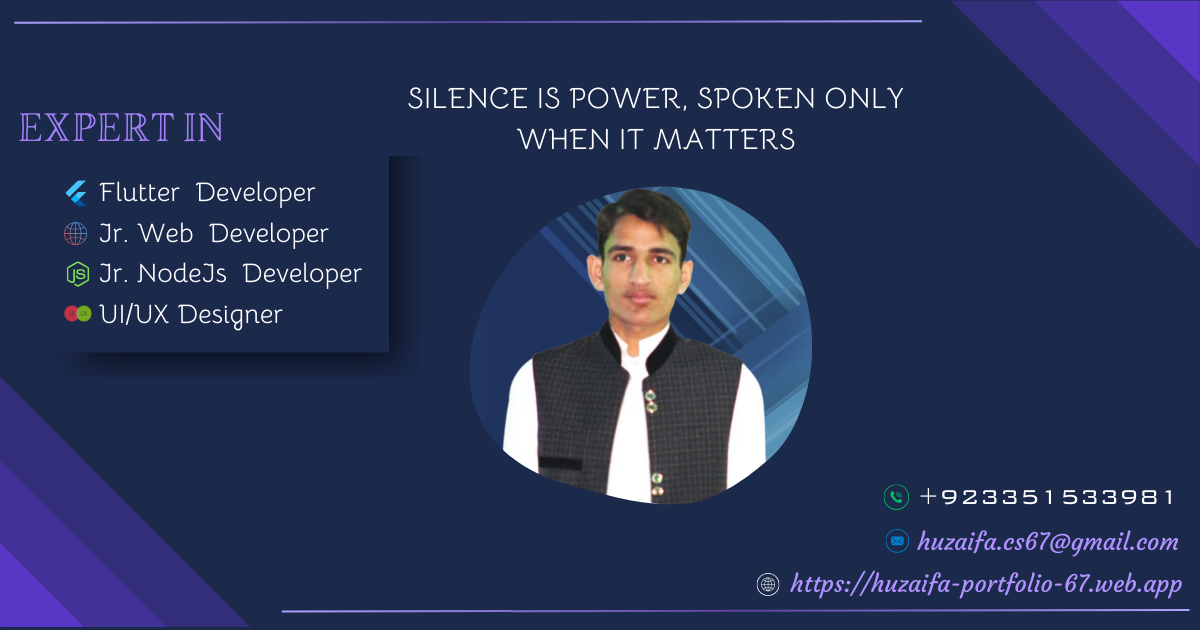 SILENCE IS POWER, SPOKEN ONLY
WHEN IT MATTERS
EXPERT IN
Flutter Developer
Jr. Web Developer
JS
Jr. NodeJs Developer
UI/UX Designer
+923351533981
huzaifa.cs67@gmail.com
https://huzaifa-portfolio-67.web.app